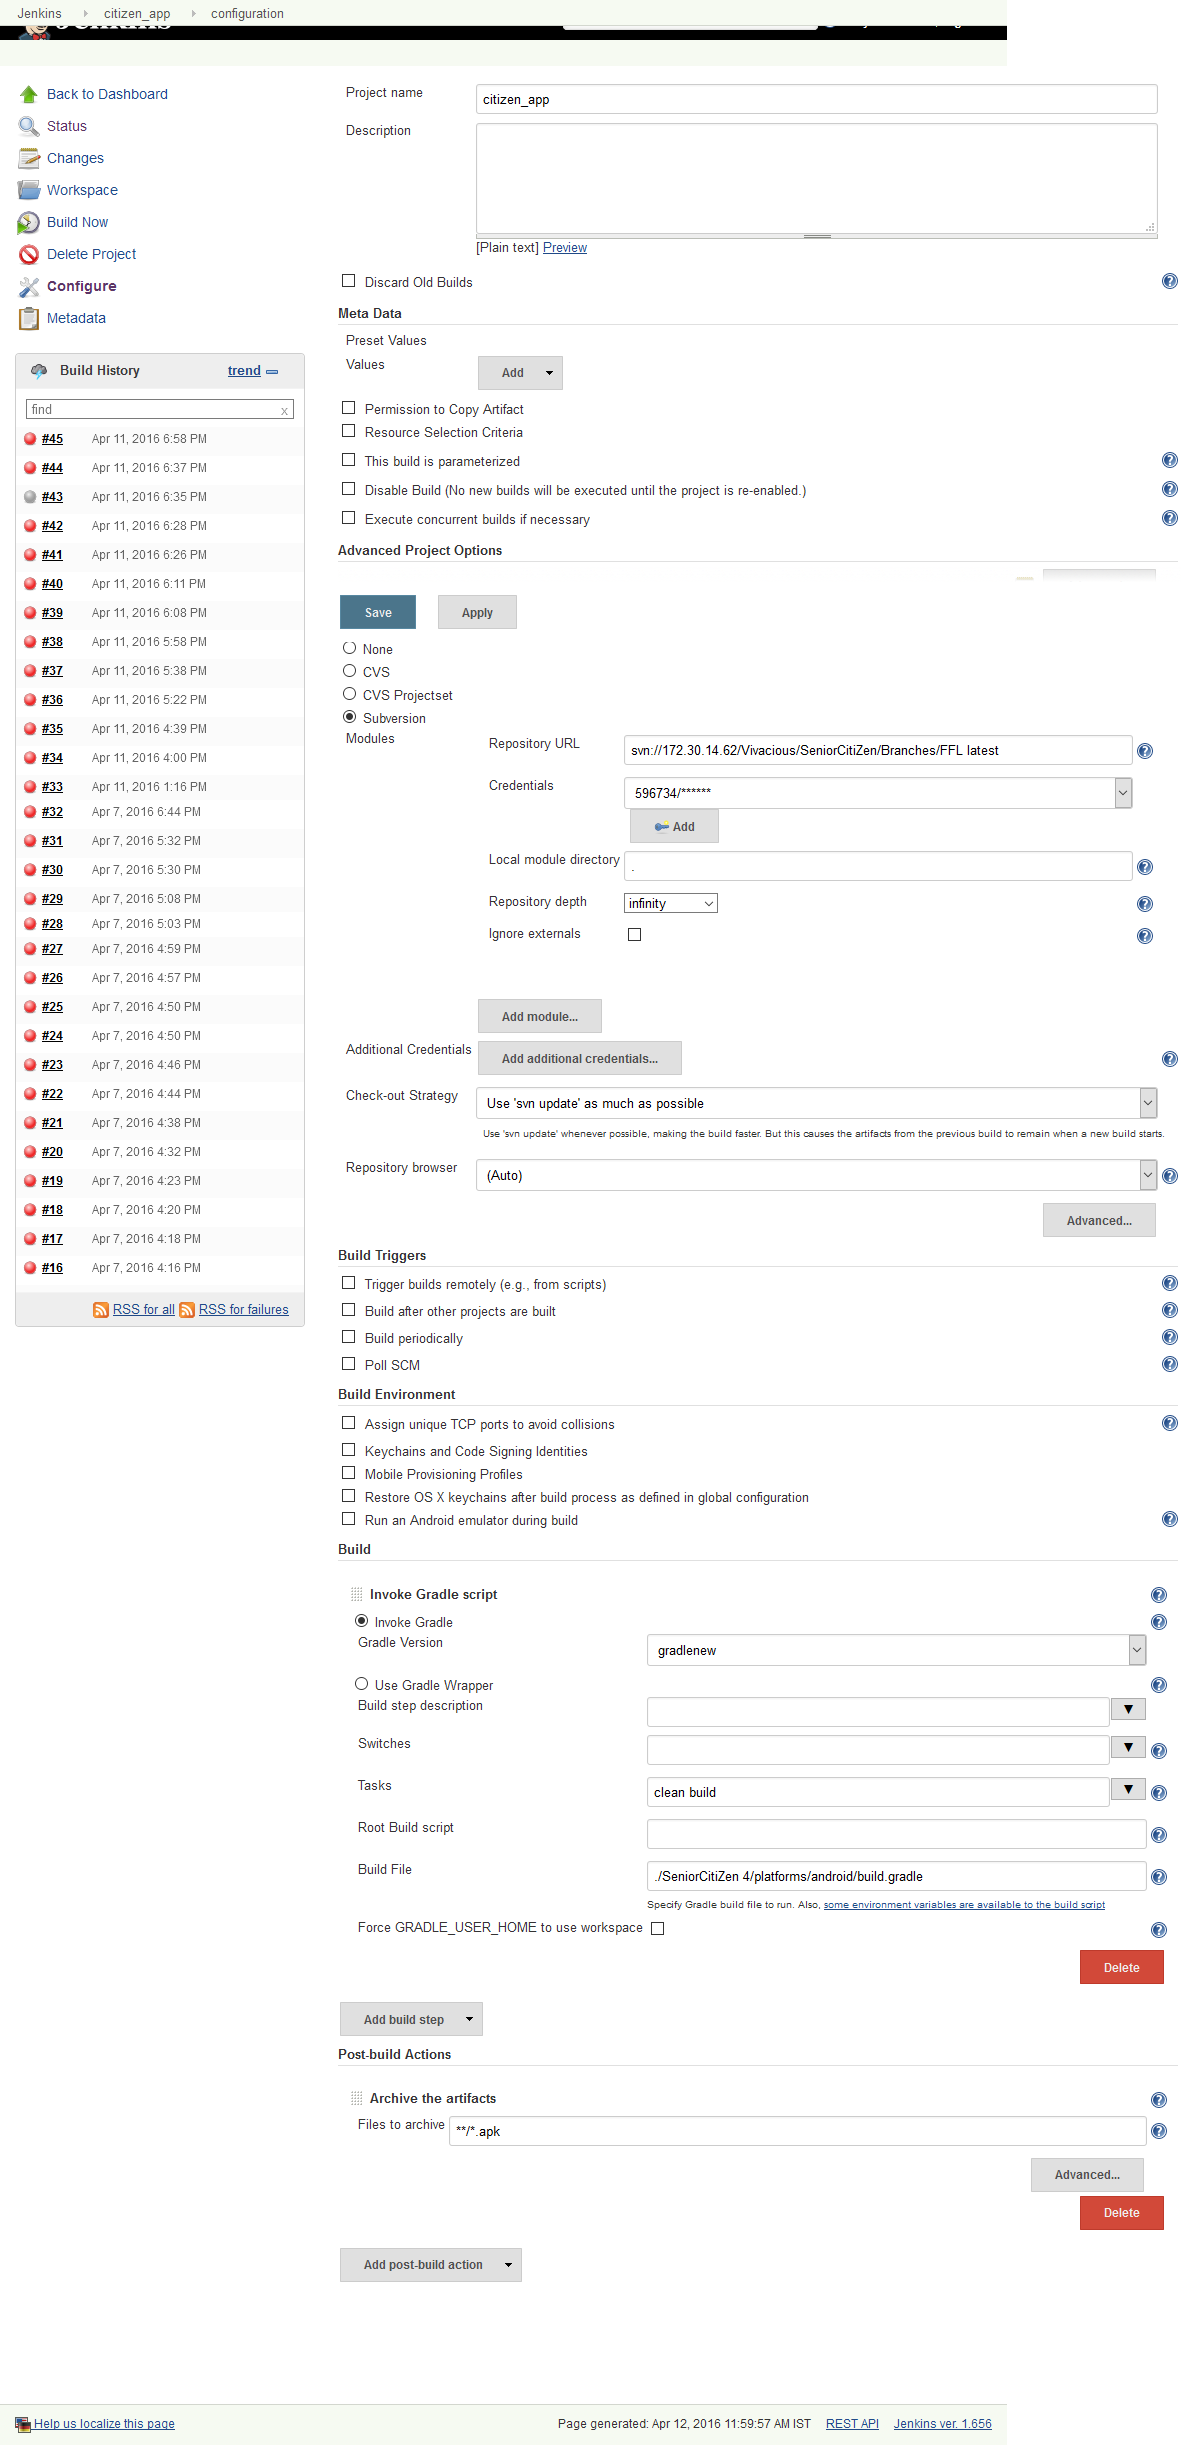 Jenkins citizen_app configuration
Back to Dashboard
Status
Changes
Workspace
Build Now
Delete Project
Configure
Metadata
Build History trend
find x
#45 Apr 11, 2016 6:58 PM
#44 Apr 11, 2016 6:37 PM
#43 Apr 11, 2016 6:35 PM
#42 Apr 11, 2016 6:28 PM
#41 Apr 11, 2016 6:26 PM
#40 Apr 11, 2016 6:11 PM
#39 Apr 11, 2016 6:08 PM
#38 Apr 11, 2016 5:58 PM
#37 Apr 11, 2016 5:38 PM
#36 Apr 11, 2016 5:22 PM
#35 Apr 11, 2016 4:39 PM
#34 Apr 11, 2016 4:00 PM
#33 Apr 11, 2016 1:16 PM
#32 Apr 7, 2016 6:44 PM
#31 Apr 7, 2016 5:32 PM
#30 Apr 7, 2016 5:30 PM
#29 Apr 7, 2016 5:08 PM
#28 Apr 7, 2016 5:03 PM
#27 Apr 7, 2016 4:59 PM
#26 Apr 7, 2016 4:57 PM
#25 Apr 7, 2016 4:50 PM
#24 Apr 7, 2016 4:50 PM
#23 Apr 7, 2016 4:46 PM
#22 Apr 7, 2016 4:44 PM
#21 Apr 7, 2016 4:38 PM
#20 Apr 7, 2016 4:32 PM
#19 Apr 7, 2016 4:23 PM
#18 Apr 7, 2016 4:20 PM
#17 Apr 7, 2016 4:18 PM
#16 Apr 7, 2016 4:16 PM
RSS for all RSS for failures
Project name citizen_app
Description
[Plain text] Preview
Discard Old Builds
Meta Data
Preset Values
Values Add
Permission to Copy Artifact
Resource Selection Criteria
This build is parameterized
Disable Build (No new builds will be executed until the project is re-enabled.)
Execute concurrent builds if necessary
Advanced Project Options
Save Apply
None
CVS
CVS Projectset
Subversion
Modules
Repository URL svn://172.30.14.62/Vivacious/SeniorCitiZen/Branches/FFL latest
Credentials 596734/******
Add
Local module directory .
Repository depth infinity
Ignore externals
Add module...
Additional Credentials Add additional credentials...
Check-out Strategy Use 'svn update' as much as possible
Use 'svn update' whenever possible, making the build faster. But this causes the artifacts from the previous build to remain when a new build starts.
Repository browser (Auto)
Advanced...
Build Triggers
Trigger builds remotely (e.g., from scripts)
Build after other projects are built
Build periodically
Poll SCM
Build Environment
Assign unique TCP ports to avoid collisions
Keychains and Code Signing Identities
Mobile Provisioning Profiles
Restore OS X keychains after build process as defined in global configuration
Run an Android emulator during build
Build
Invoke Gradle script
Invoke Gradle
Gradle Version gradlenew
Use Gradle Wrapper
Build step description
Switches
Tasks clean build
Root Build script
Build File ./SeniorCitiZen 4/platforms/android/build.gradle
Specify Gradle build file to run. Also, some environment variables are available to the build script
Force GRADLE_USER_HOME to use workspace
Delete
Add build step
Post-build Actions
Archive the artifacts
Files to archive **/*.apk
Advanced...
Delete
Add post-build action
Help us localize this page Page generated: Apr 12, 2016 11:59:57 AM IST REST API Jenkins ver. 1.656